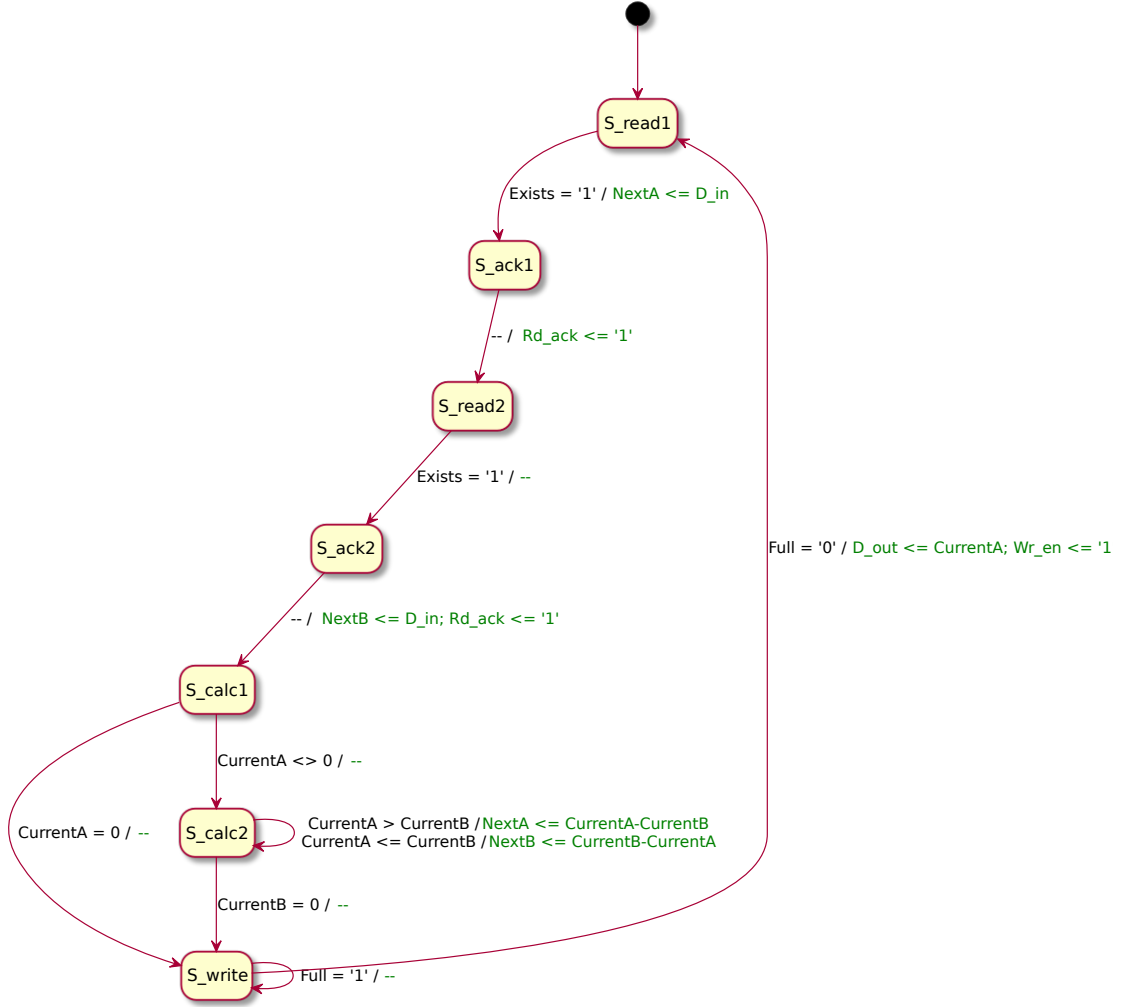 S_read1
Exists = '1' / NextA <= D_in
S_ack1
-- / Rd_ack <= '1'
S_read2
Exists = '1' / --
S_ack2
Full = '0' / D_out <= CurrentA; Wr_en <= '1
-- / NextB <= D_in; Rd_ack <= '1'
S_calc1
CurrentA <> 0 / --
CurrentA = 0 / --
S_calc2
CurrentA > CurrentB / NextA <= CurrentA-CurrentB
CurrentA <= CurrentB / NextB <= CurrentB-CurrentA
CurrentB = 0 / --
S_write
Full = '1' / --